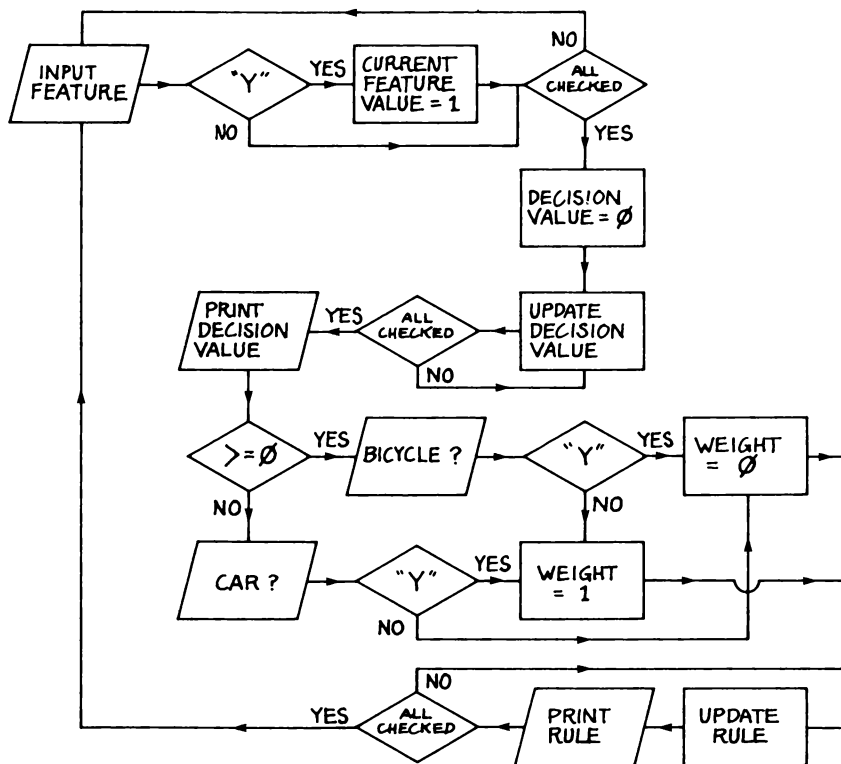 INPUT
FEATURE
"Y"
YES
NO
CURRENT
FEATURE
VALUE = 1
NO
ALL
CHECKED
YES
DECISION
VALUE = Ø
UPDATE
DECISION
VALUE
ALL
CHECKED
YES
NO
PRINT
DECISION
VALUE
>= Ø
YES
NO
BICYCLE ?
"Y"
YES
NO
WEIGHT
= Ø
CAR ?
"Y"
YES
NO
WEIGHT
= 1
UPDATE
RULE
PRINT
RULE
ALL
CHECKED
NO
YES